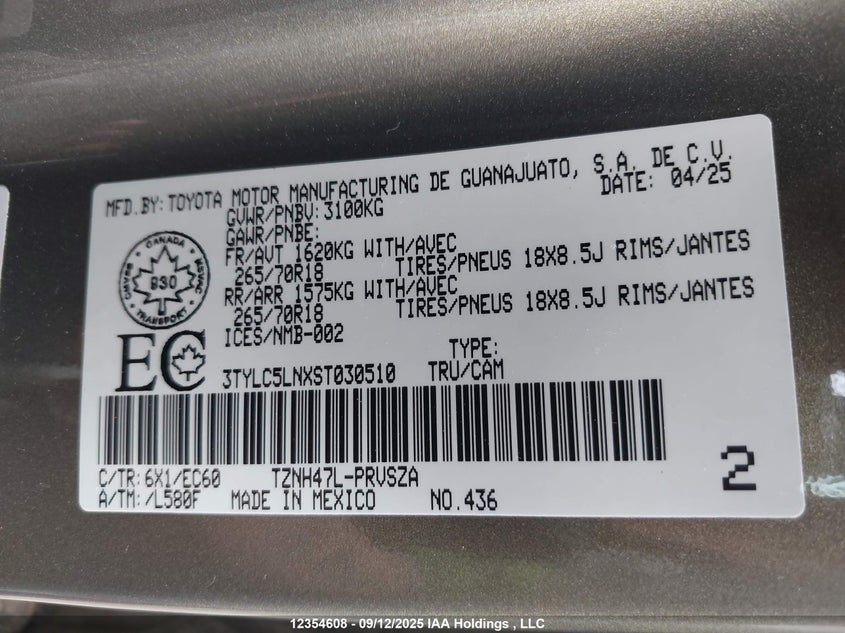 MFD.BY: TOYOTA MOTOR MANUFACTURING DE GUANAJUATO, S.A. DE C.V.
GVWR/PNBV: 3100KG DATE: 04/25
GAWR/PNBE:
FR/AVT 1620KG WITH/AVEC
265/70R18 TIRES/PNEUS 18X8.5J RIMS/JANTES
RR/ARR 1575KG WITH/AVEC
265/70R18 TIRES/PNEUS 18X8.5J RIMS/JANTES
ICES/NMB-002
CANADA
930
TRANSPORT
EC
TYPE:
3TYLC5LNXST030510 TRU/CAM
C/TR: 6X1/EC60 TZNH47L-PRVSZA
A/TM: /L580F MADE IN MEXICO NO.436
2
12354608 - 09/12/2025 IAA Holdings , LLC